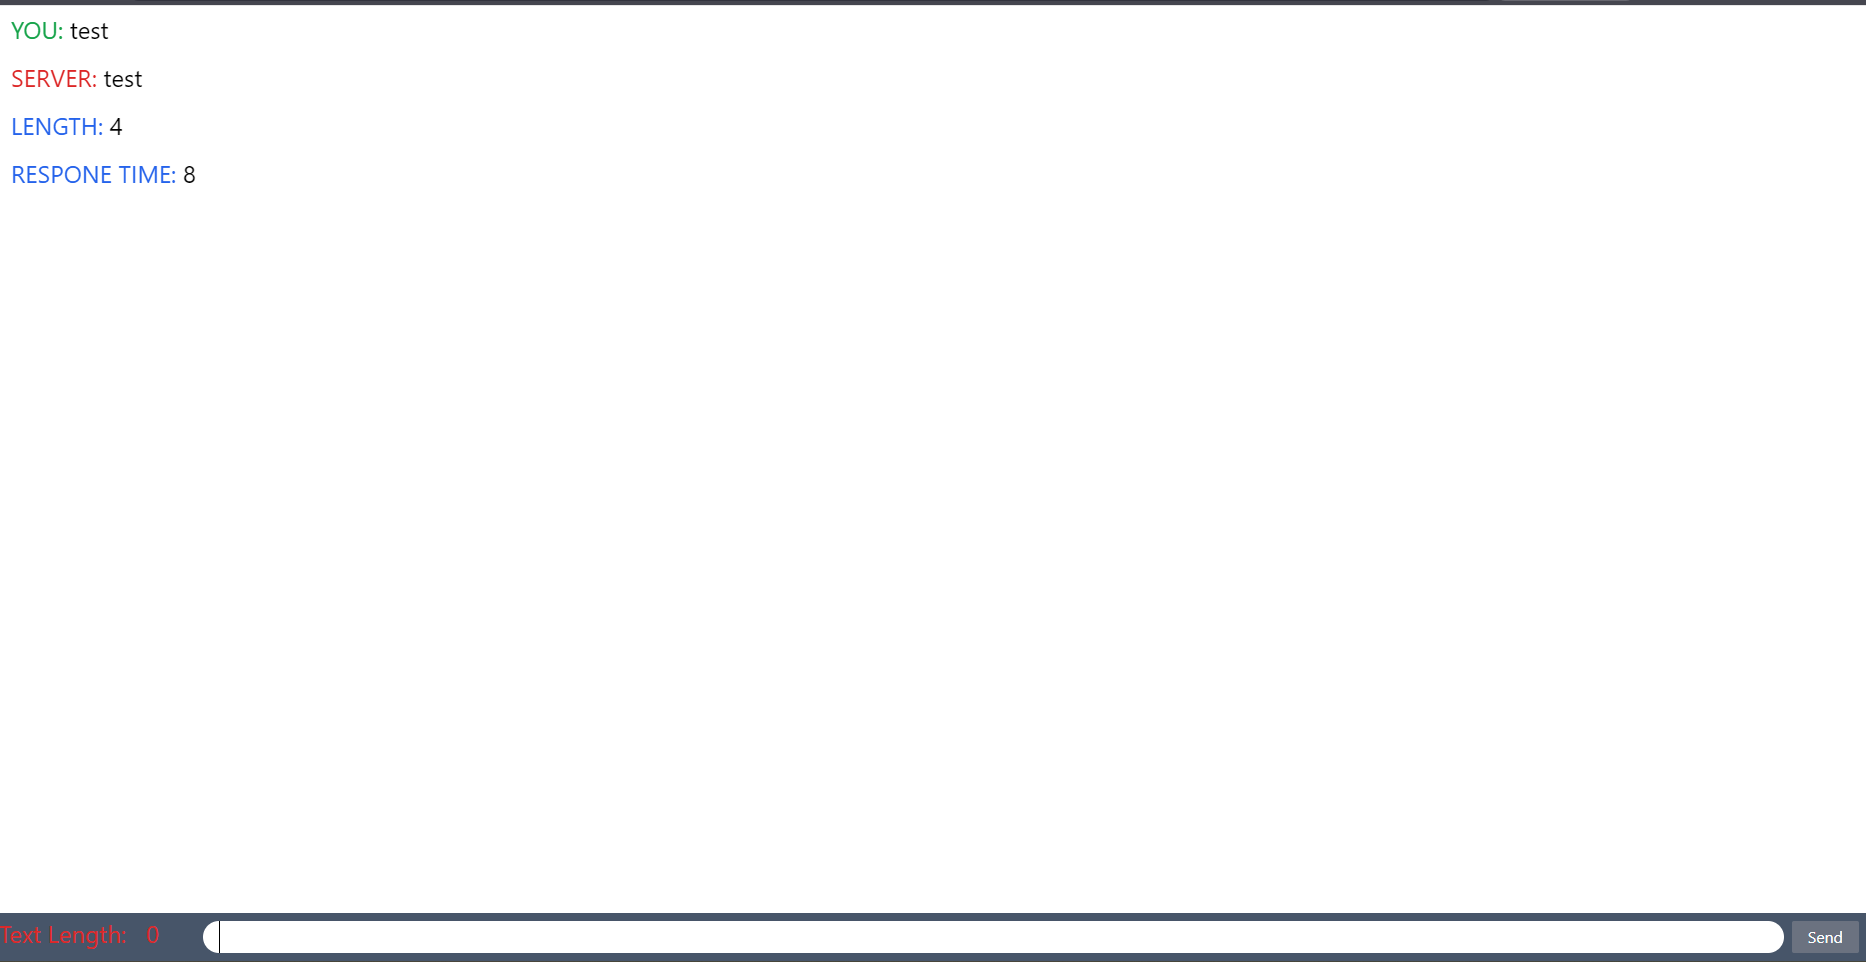 YOU: test
SERVER: test
LENGTH: 4
RESPONE TIME: 8
Text Length: 0
Send